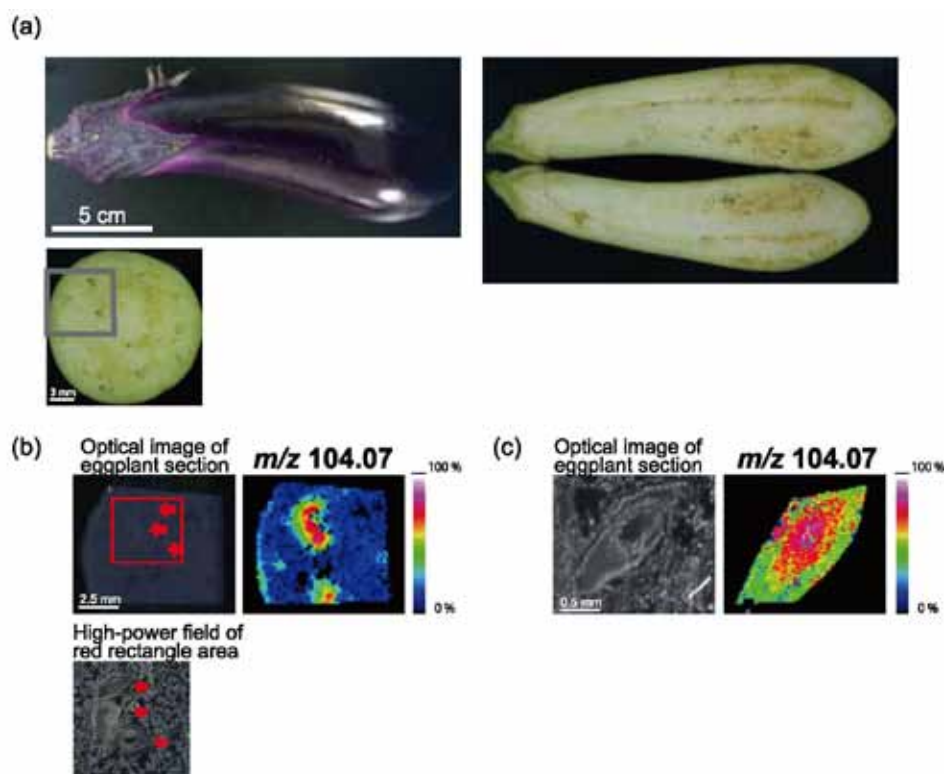 (a)
5 cm
3 mm
(b)
Optical image of
eggplant section
m/z 104.07
100 %
2.5 mm
0 %
High-power field of
red rectangle area
(c)
Optical image of
eggplant section
m/z 104.07
100 %
0.5 mm
0 %